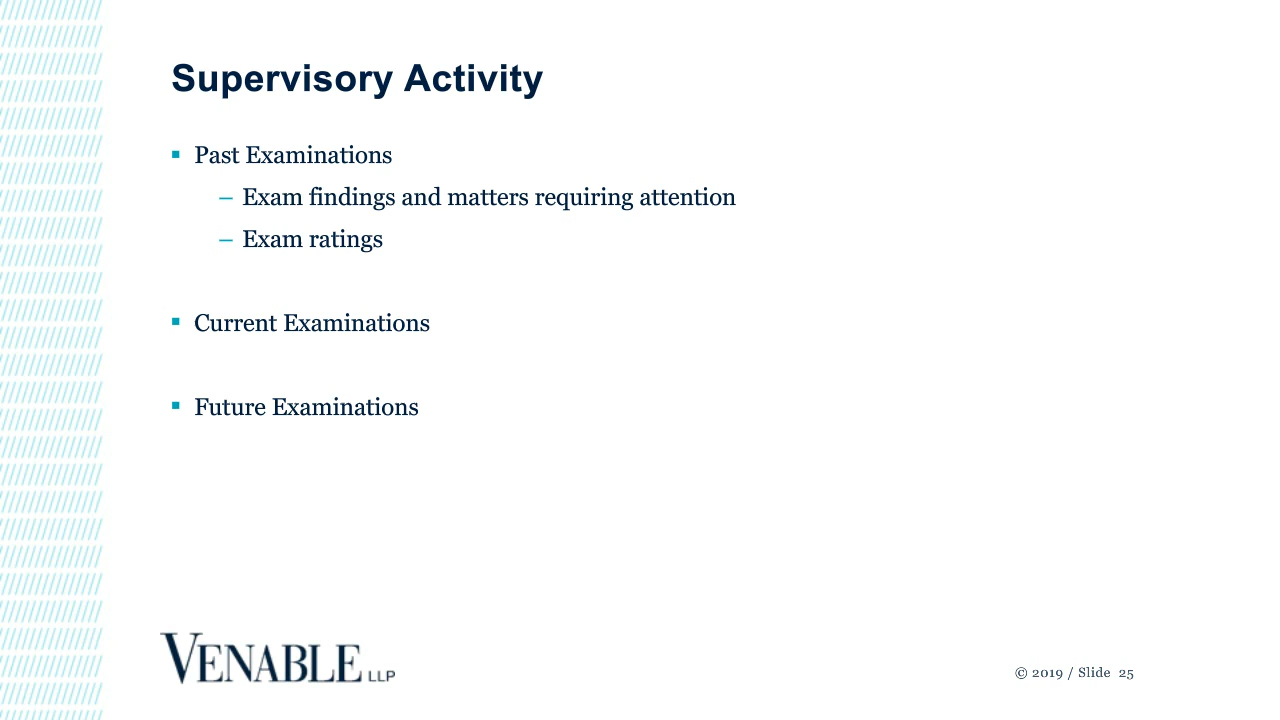 Supervisory Activity
▪ Past Examinations
– Exam findings and matters requiring attention
– Exam ratings
▪ Current Examinations
▪ Future Examinations
VENABLE LLP
© 2019 / Slide 25